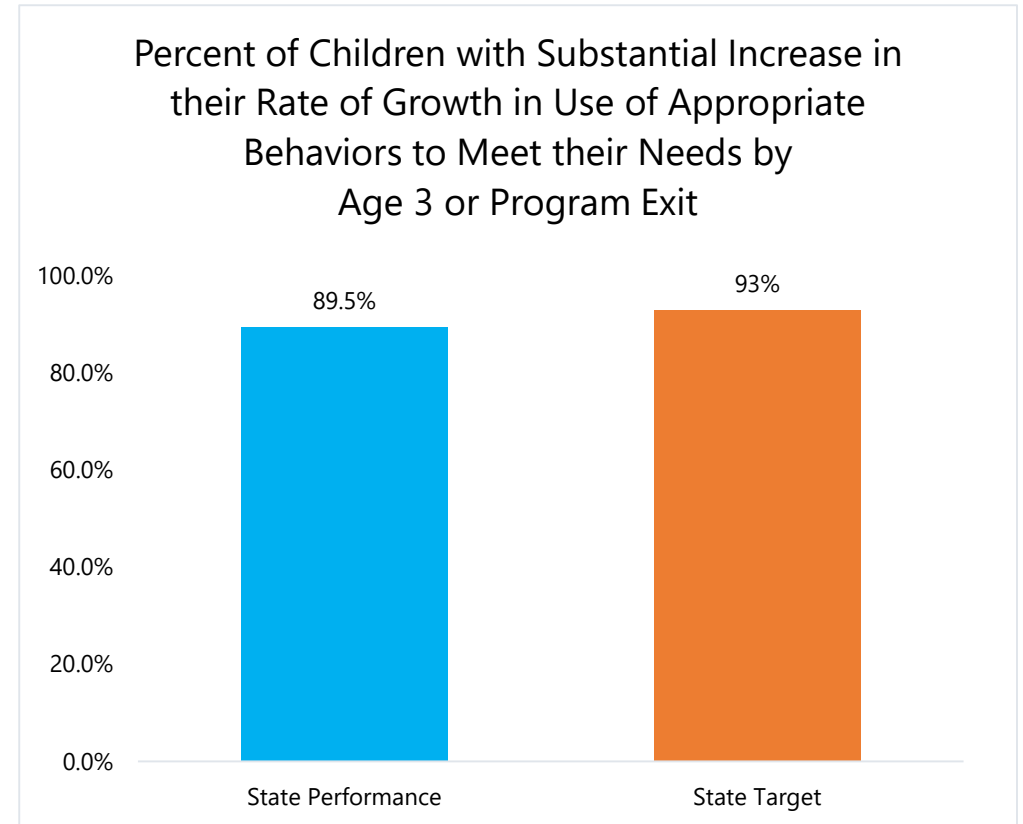 Percent of Children with Substantial Increase in
their Rate of Growth in Use of Appropriate
Behaviors to Meet their Needs by
Age 3 or Program Exit
100.0%
80.0%
60.0%
40.0%
20.0%
0.0%
89.5%
93%
State Performance
State Target